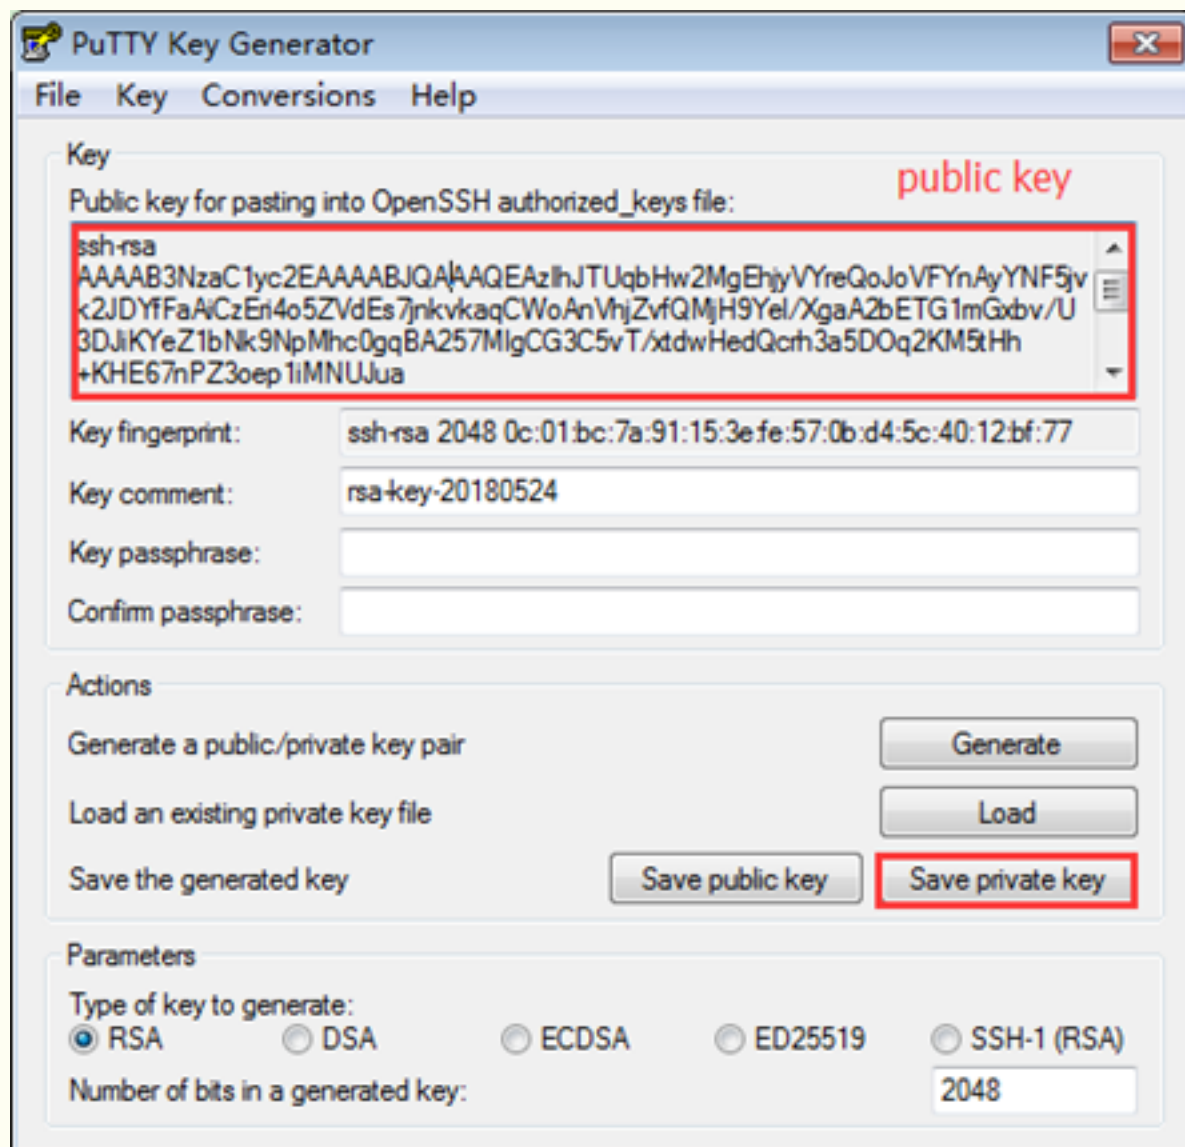 PuTTY Key Generator
File Key Conversions Help
Key
public key
Public key for pasting into OpenSSH authorized_keys file:
ssh-rsa
AAAAB3NzaC1yc2EAAAABJQAAAQEAzIhJTUqbHw2MgEhjyVYreQoJoVFYnAyYNF5jv
k2JDYfFaAiCzEri4o5ZVdEs7jnkvkaqCWoAnVhjZvfQMjH9YeI/XgaA2bETG1mGxbv/U
3DJiKYeZ1bNk9NpMhc0gqBA257MIgCG3C5vT/xtdwHedQcrh3a5DOq2KM5tHh
+KHE67nPZ3oep1iMNUJua
Key fingerprint: ssh-rsa 2048 0c:01:bc:7a:91:15:3e:fe:57:0b:d4:5c:40:12:bf:77
Key comment: rsa-key-20180524
Key passphrase:
Confirm passphrase:
Actions
Generate a public/private key pair Generate
Load an existing private key file Load
Save the generated key Save public key Save private key
Parameters
Type of key to generate:
RSA DSA ECDSA ED25519 SSH-1 (RSA)
Number of bits in a generated key: 2048